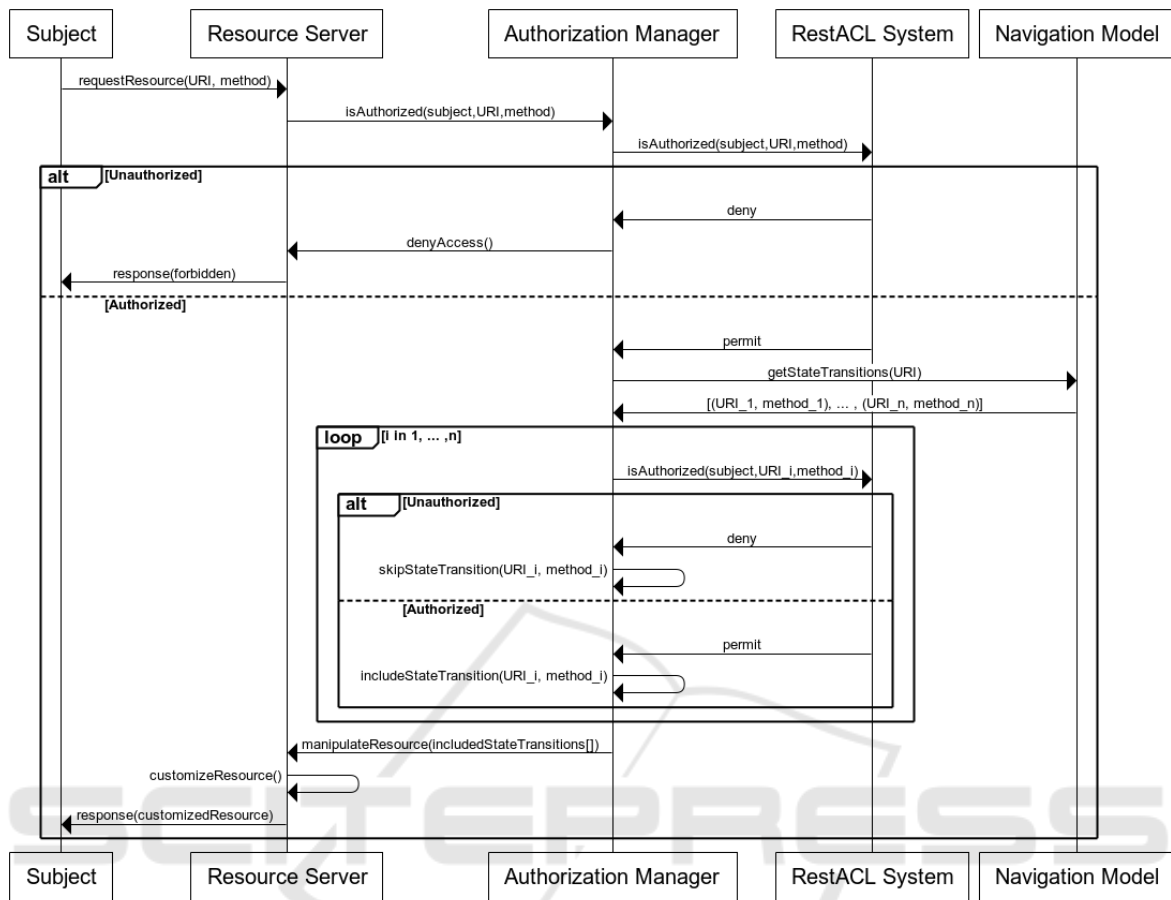 Subject Resource Server Authorization Manager RestACL System Navigation Model
requestResource(URI, method)
isAuthorized(subject,URI,method)
isAuthorized(subject,URI,method)
alt [Unauthorized]
deny
denyAccess()
response(forbidden)
[Authorized]
permit
getStateTransitions(URI)
[(URI_1, method_1), ... , (URI_n, method_n)]
loop [i in 1, ... ,n]
isAuthorized(subject,URI_i,method_i)
alt [Unauthorized]
deny
skipStateTransition(URI_i, method_i)
[Authorized]
permit
includeStateTransition(URI_i, method_i)
manipulateResource(includedStateTransitions[])
customizeResource()
response(customizedResource)
SCITEPRESS
Subject Resource Server Authorization Manager RestACL System Navigation Model